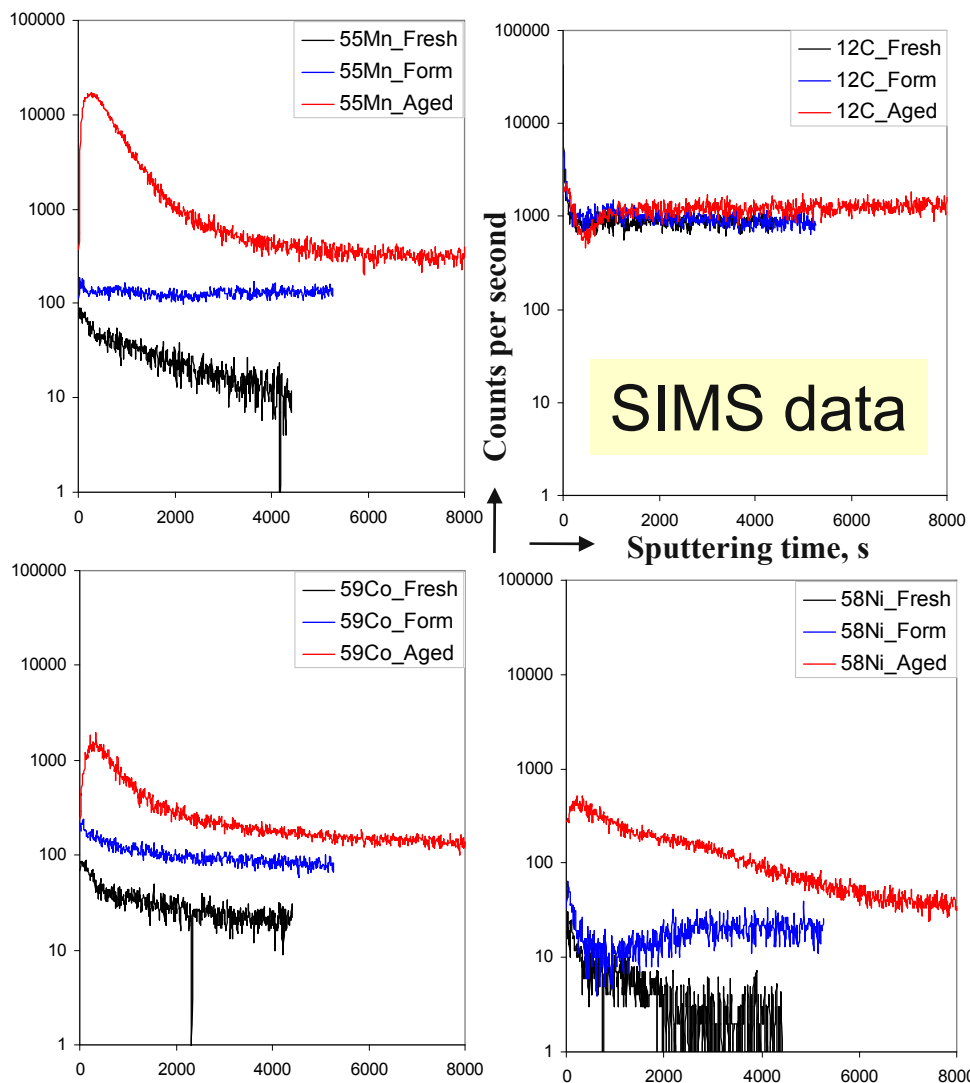 100000
10000
1000
100
10
1
0 2000 4000 6000 8000
55Mn_Fresh
55Mn_Form
55Mn_Aged
100000
10000
1000
100
10
1
0 2000 4000 6000 8000
12C_Fresh
12C_Form
12C_Aged
SIMS data
Counts per second
Sputtering time, s
100000
10000
1000
100
10
1
0 2000 4000 6000 8000
59Co_Fresh
59Co_Form
59Co_Aged
100000
10000
1000
100
10
1
0 2000 4000 6000 8000
58Ni_Fresh
58Ni_Form
58Ni_Aged